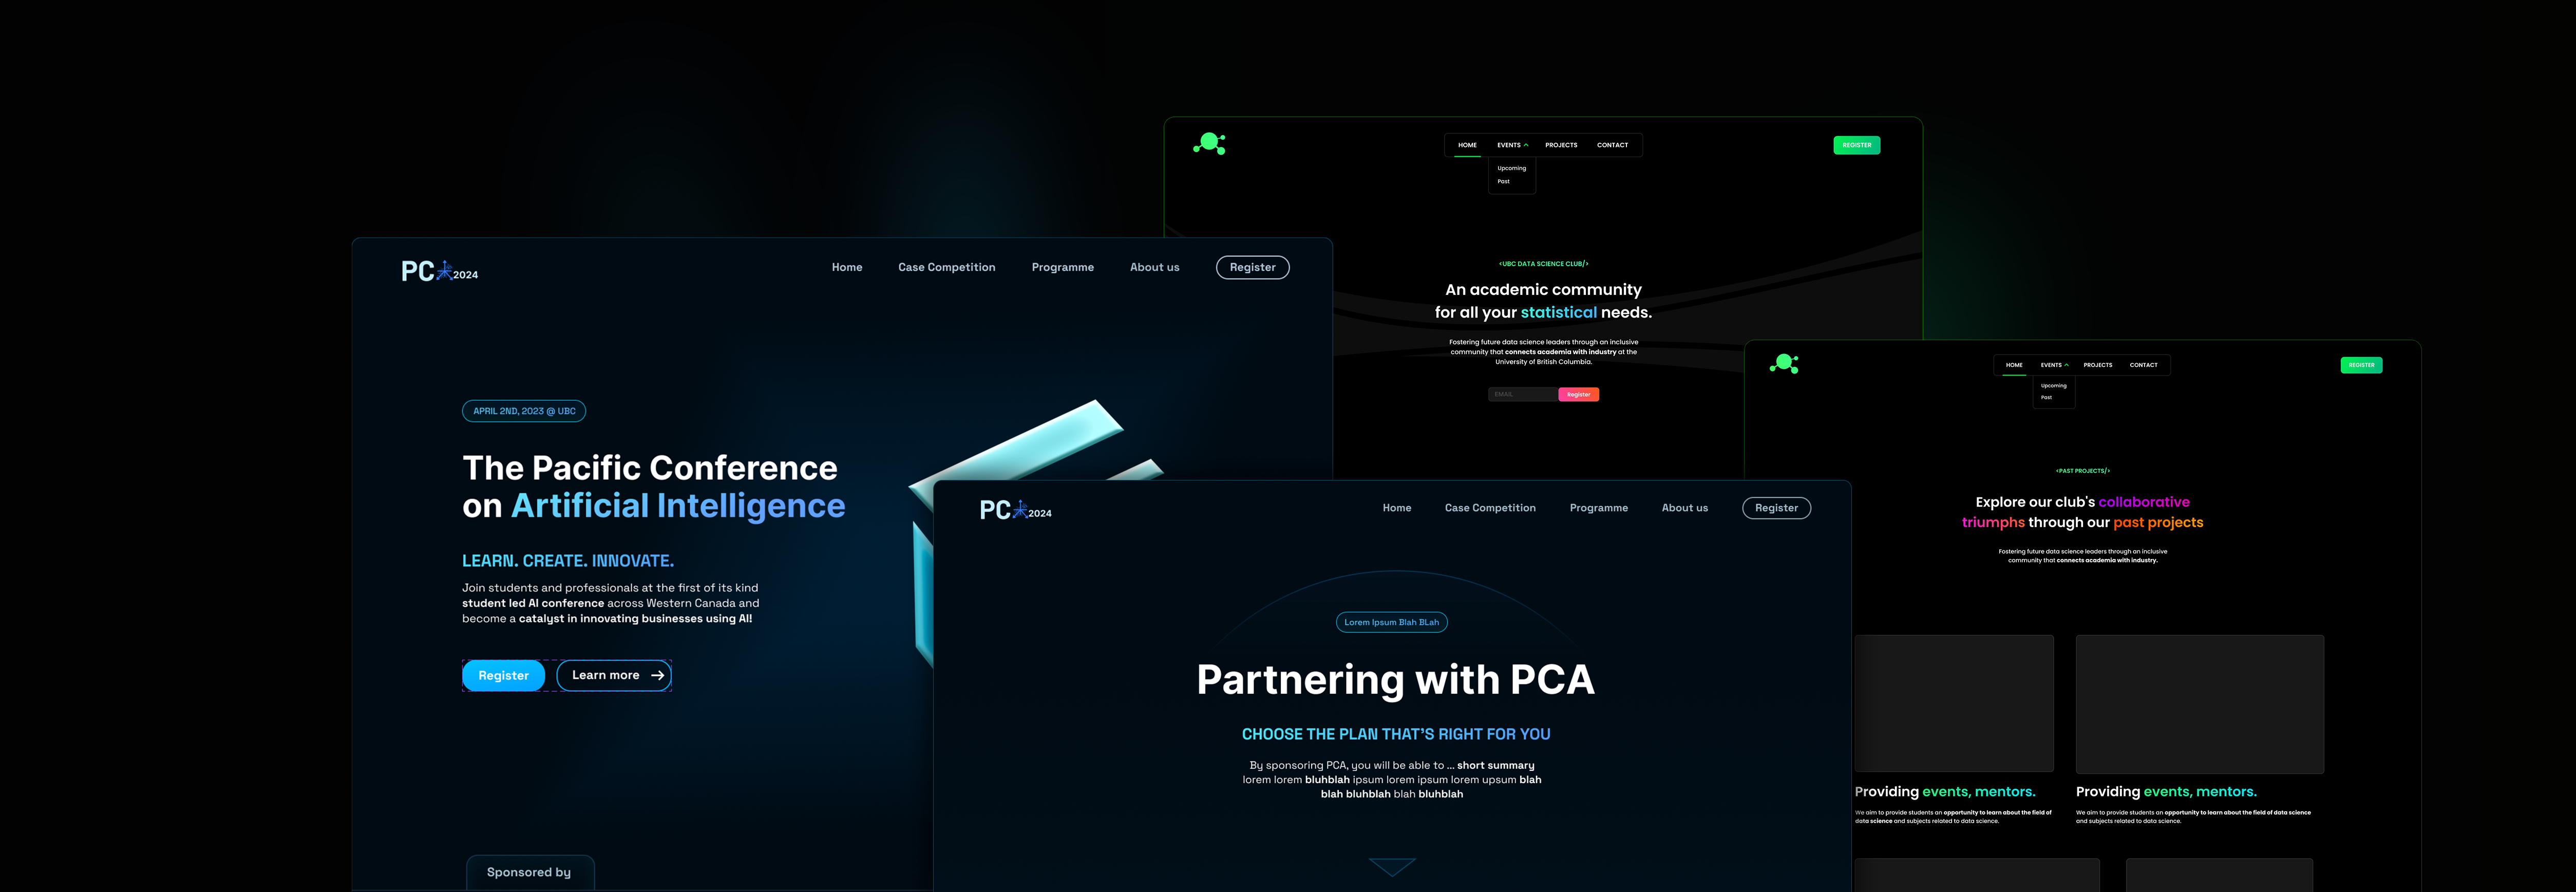 PC 2024
Home Case Competition Programme About us Register
APRIL 2ND, 2023 @ UBC
The Pacific Conference
on Artificial Intelligence
LEARN. CREATE. INNOVATE.
Join students and professionals at the first of its kind
student led AI conference across Western Canada and
become a catalyst in innovating businesses using AI!
Register Learn more →
Sponsored by
PC 2024
Home Case Competition Programme About us Register
Lorem Ipsum Blah BLah
Partnering with PCA
CHOOSE THE PLAN THAT'S RIGHT FOR YOU
By sponsoring PCA, you will be able to ... short summary
lorem lorem bluhblah ipsum lorem ipsum lorem upsum blah
blah bluhblah blah bluhblah
HOME EVENTS PROJECTS CONTACT REGISTER
Upcoming
Past
<UBC DATA SCIENCE CLUB/>
An academic community
for all your statistical needs.
Fostering future data science leaders through an inclusive
community that connects academia with industry at the
University of British Columbia.
EMAIL Register
HOME EVENTS PROJECTS CONTACT REGISTER
Upcoming
Past
<PAST PROJECTS/>
Explore our club's collaborative
triumphs through our past projects
Fostering future data science leaders through an inclusive
community that connects academia with industry.
Providing events, mentors.
We aim to provide students an opportunity to learn about the field of
data science and subjects related to data science.
Providing events, mentors.
We aim to provide students an opportunity to learn about the field of data science
and subjects related to data science.